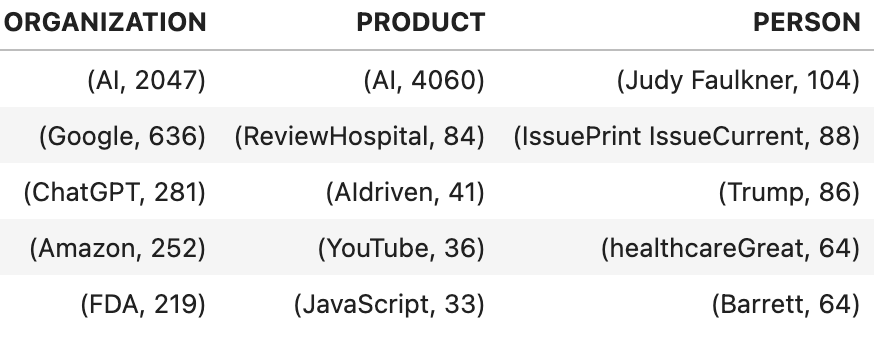 ORGANIZATION PRODUCT PERSON
(AI, 2047) (AI, 4060) (Judy Faulkner, 104)
(Google, 636) (ReviewHospital, 84) (IssuePrint IssueCurrent, 88)
(ChatGPT, 281) (AIdriven, 41) (Trump, 86)
(Amazon, 252) (YouTube, 36) (healthcareGreat, 64)
(FDA, 219) (JavaScript, 33) (Barrett, 64)